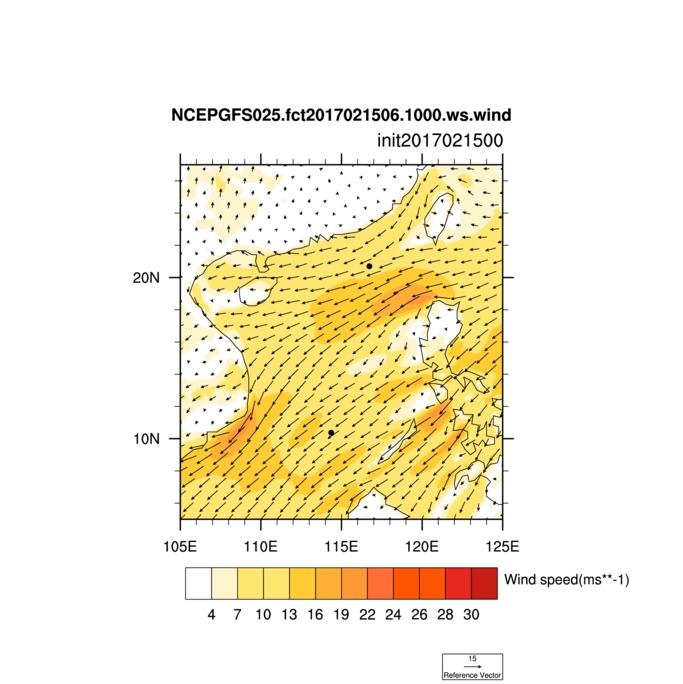 NCEPGFS025.fct2017021506.1000.ws.wind
init2017021500
20N
10N
105E 110E 115E 120E 125E
Wind speed(ms**-1)
4 7 10 13 16 19 22 24 26 28 30
15
Reference Vector